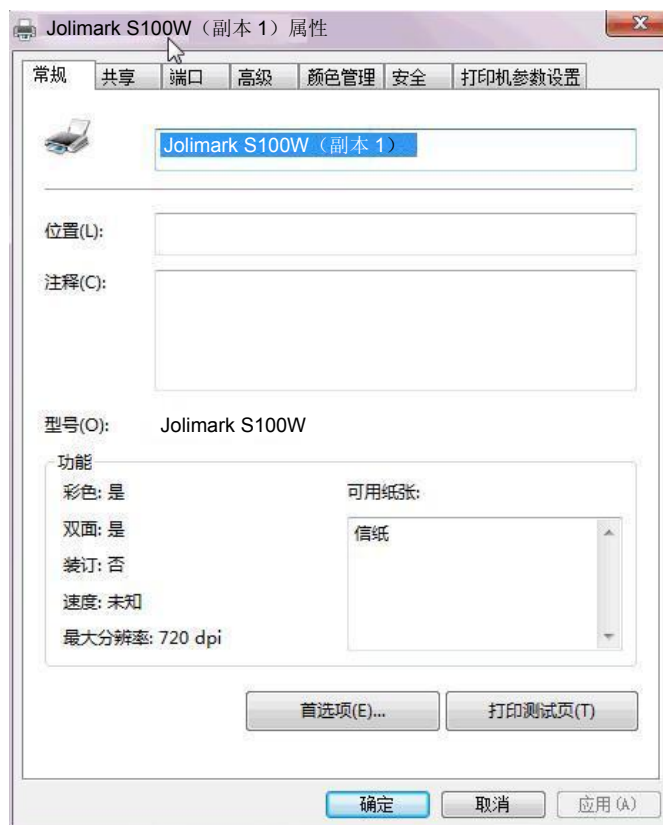 Jolimark S100W（副本 1）属性
常规 共享 端口 高级 颜色管理 安全 打印机参数设置
Jolimark S100W（副本 1）
位置(L):
注释(C):
型号(O): Jolimark S100W
功能
彩色: 是 可用纸张:
双面: 是 信纸
装订: 否
速度: 未知
最大分辨率: 720 dpi
首选项(E)... 打印测试页(T)
确定 取消 应用(A)